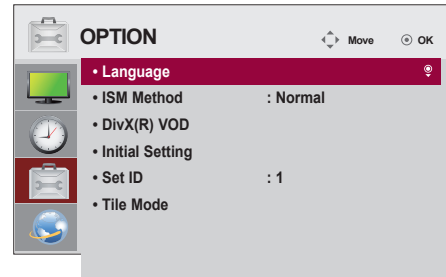 OPTION
Move OK
• Language
• ISM Method : Normal
• DivX(R) VOD
• Initial Setting
• Set ID : 1
• Tile Mode